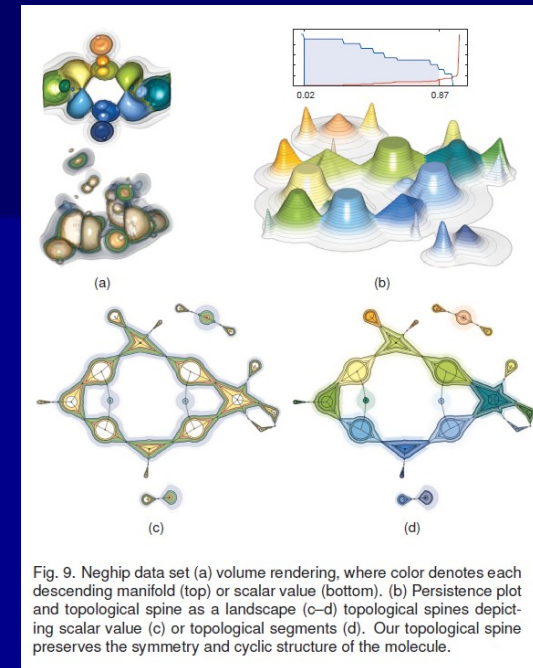 0.02 0.87
(a)
(b)
(c)
(d)
Fig. 9. Neghip data set (a) volume rendering, where color denotes each
descending manifold (top) or scalar value (bottom). (b) Persistence plot
and topological spine as a landscape (c–d) topological spines depict-
ing scalar value (c) or topological segments (d). Our topological spine
preserves the symmetry and cyclic structure of the molecule.